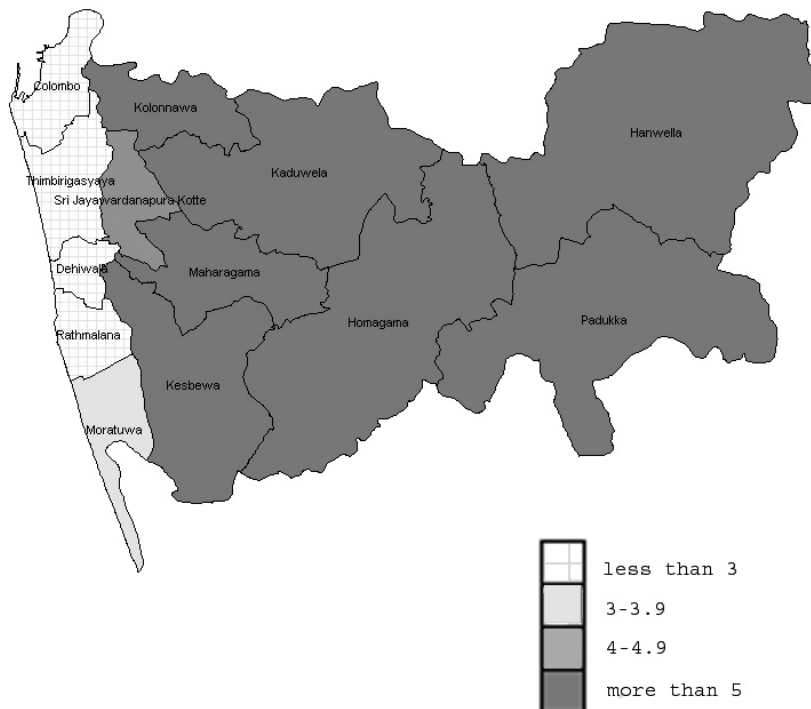 Colombo
Kolonnawa
Hanwella
Thimbirigasyaya
Kaduwela
Sri Jayawardanapura Kotte
Dehiwala
Maharagama
Homagama
Padukka
Rathmalana
Kesbewa
Moratuwa
less than 3
3-3.9
4-4.9
more than 5